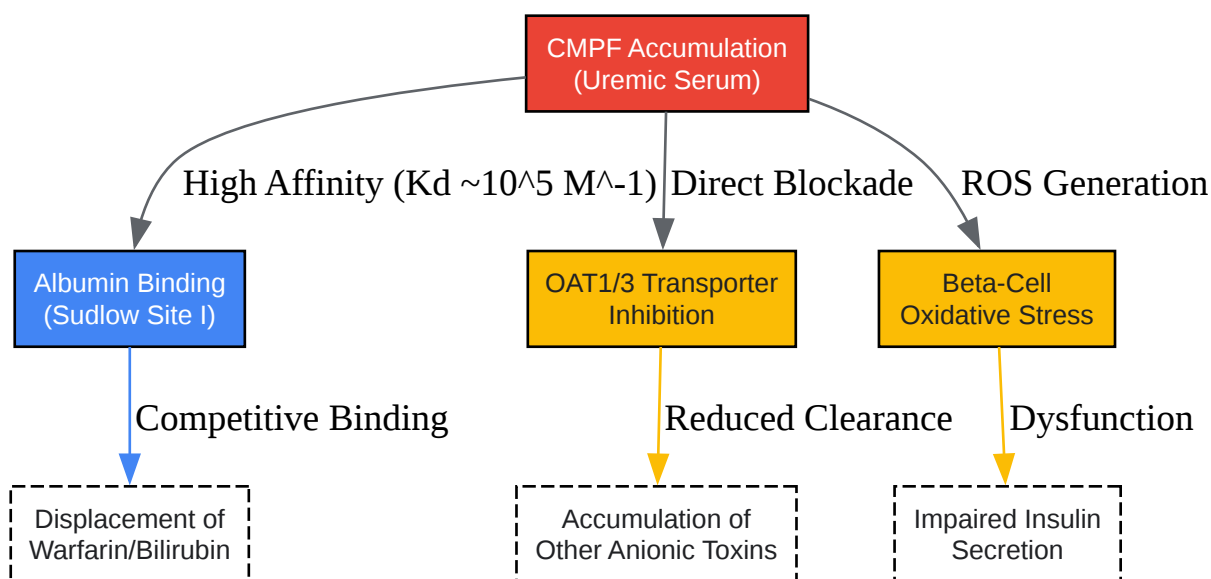 CMPF Accumulation
(Uremic Serum)
High Affinity (Kd ~10^5 M^-1)
Direct Blockade
ROS Generation
Albumin Binding
(Sudlow Site I)
OAT1/3 Transporter
Inhibition
Beta-Cell
Oxidative Stress
Competitive Binding
Reduced Clearance
Dysfunction
Displacement of
Warfarin/Bilirubin
Accumulation of
Other Anionic Toxins
Impaired Insulin
Secretion